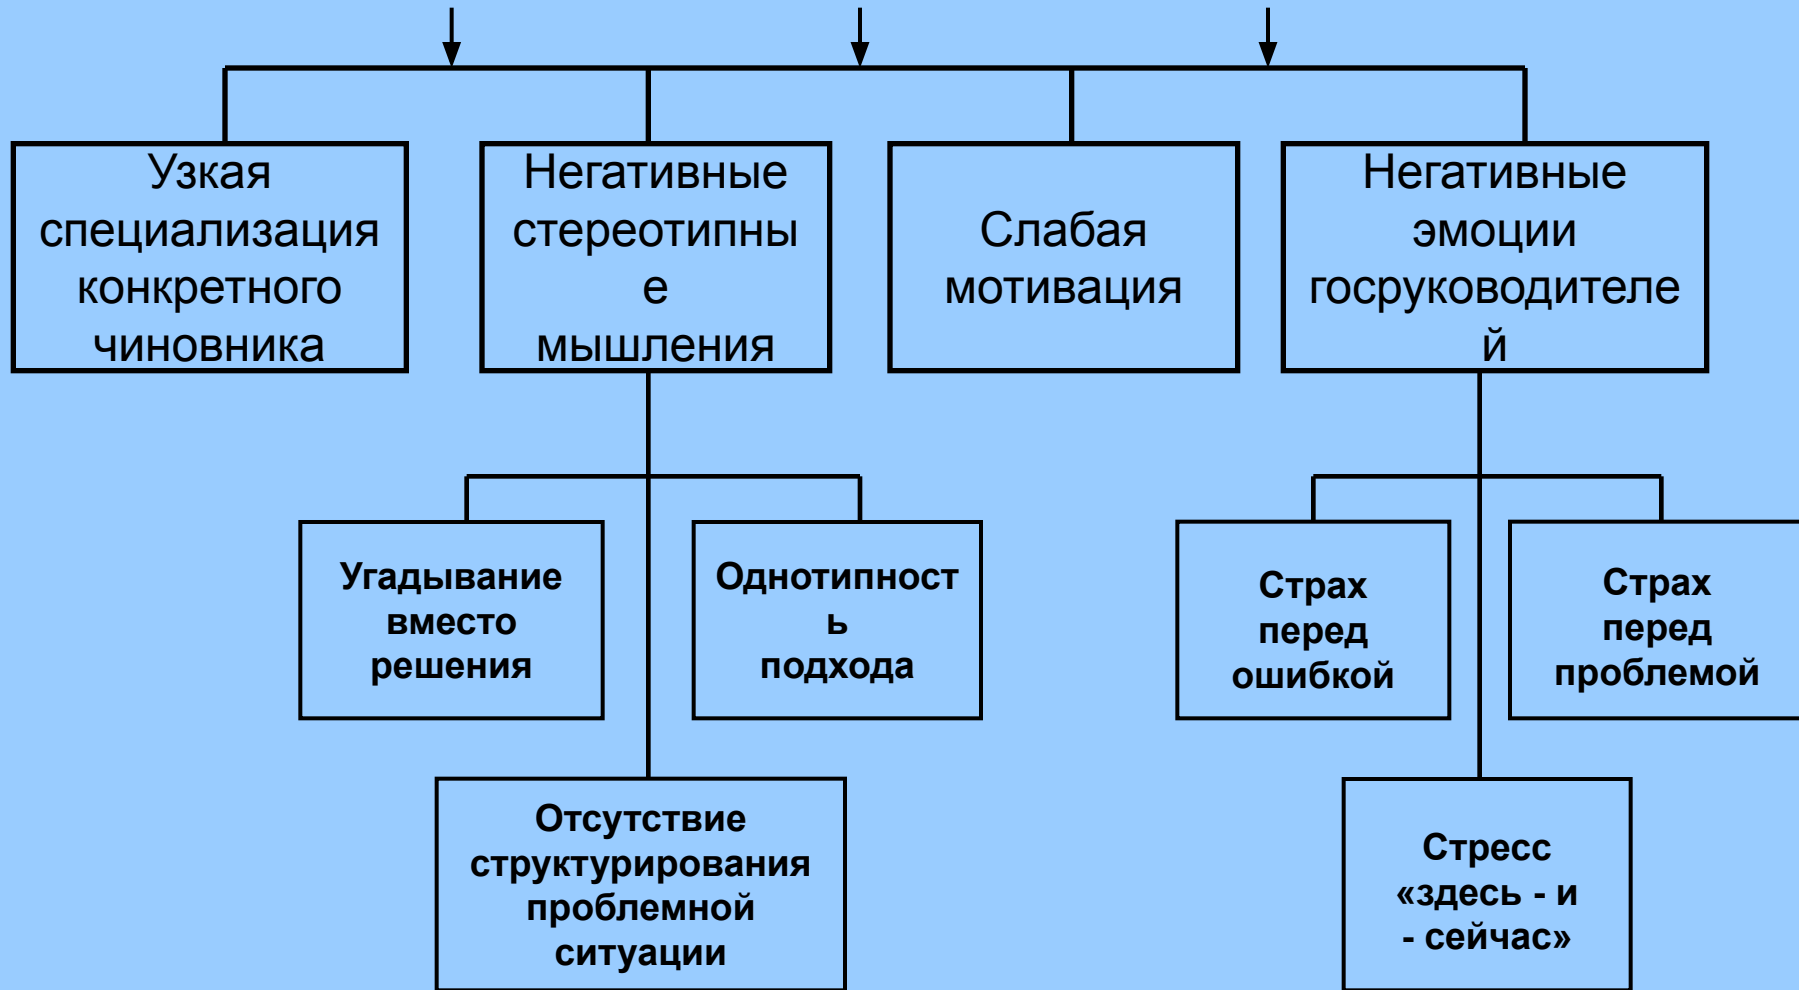 Узкая
специализация
конкретного
чиновника
Негативные
стереотипны
е
мышления
Слабая
мотивация
Негативные
эмоции
госруководителе
й
Угадывание
вместо
решения
Однотипност
ь
подхода
Страх
перед
ошибкой
Страх
перед
проблемой
Отсутствие
структурирования
проблемной
ситуации
Стресс
«здесь - и
- сейчас»